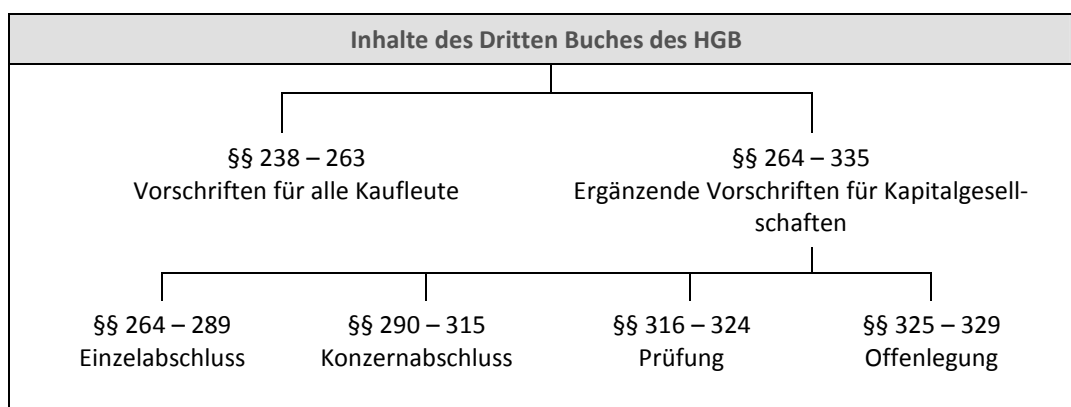 Inhalte des Dritten Buches des HGB
§§ 238 – 263
Vorschriften für alle Kaufleute
§§ 264 – 335
Ergänzende Vorschriften für Kapitalgesell-
schaften
§§ 264 – 289
Einzelabschluss
§§ 290 – 315
Konzernabschluss
§§ 316 – 324
Prüfung
§§ 325 – 329
Offenlegung